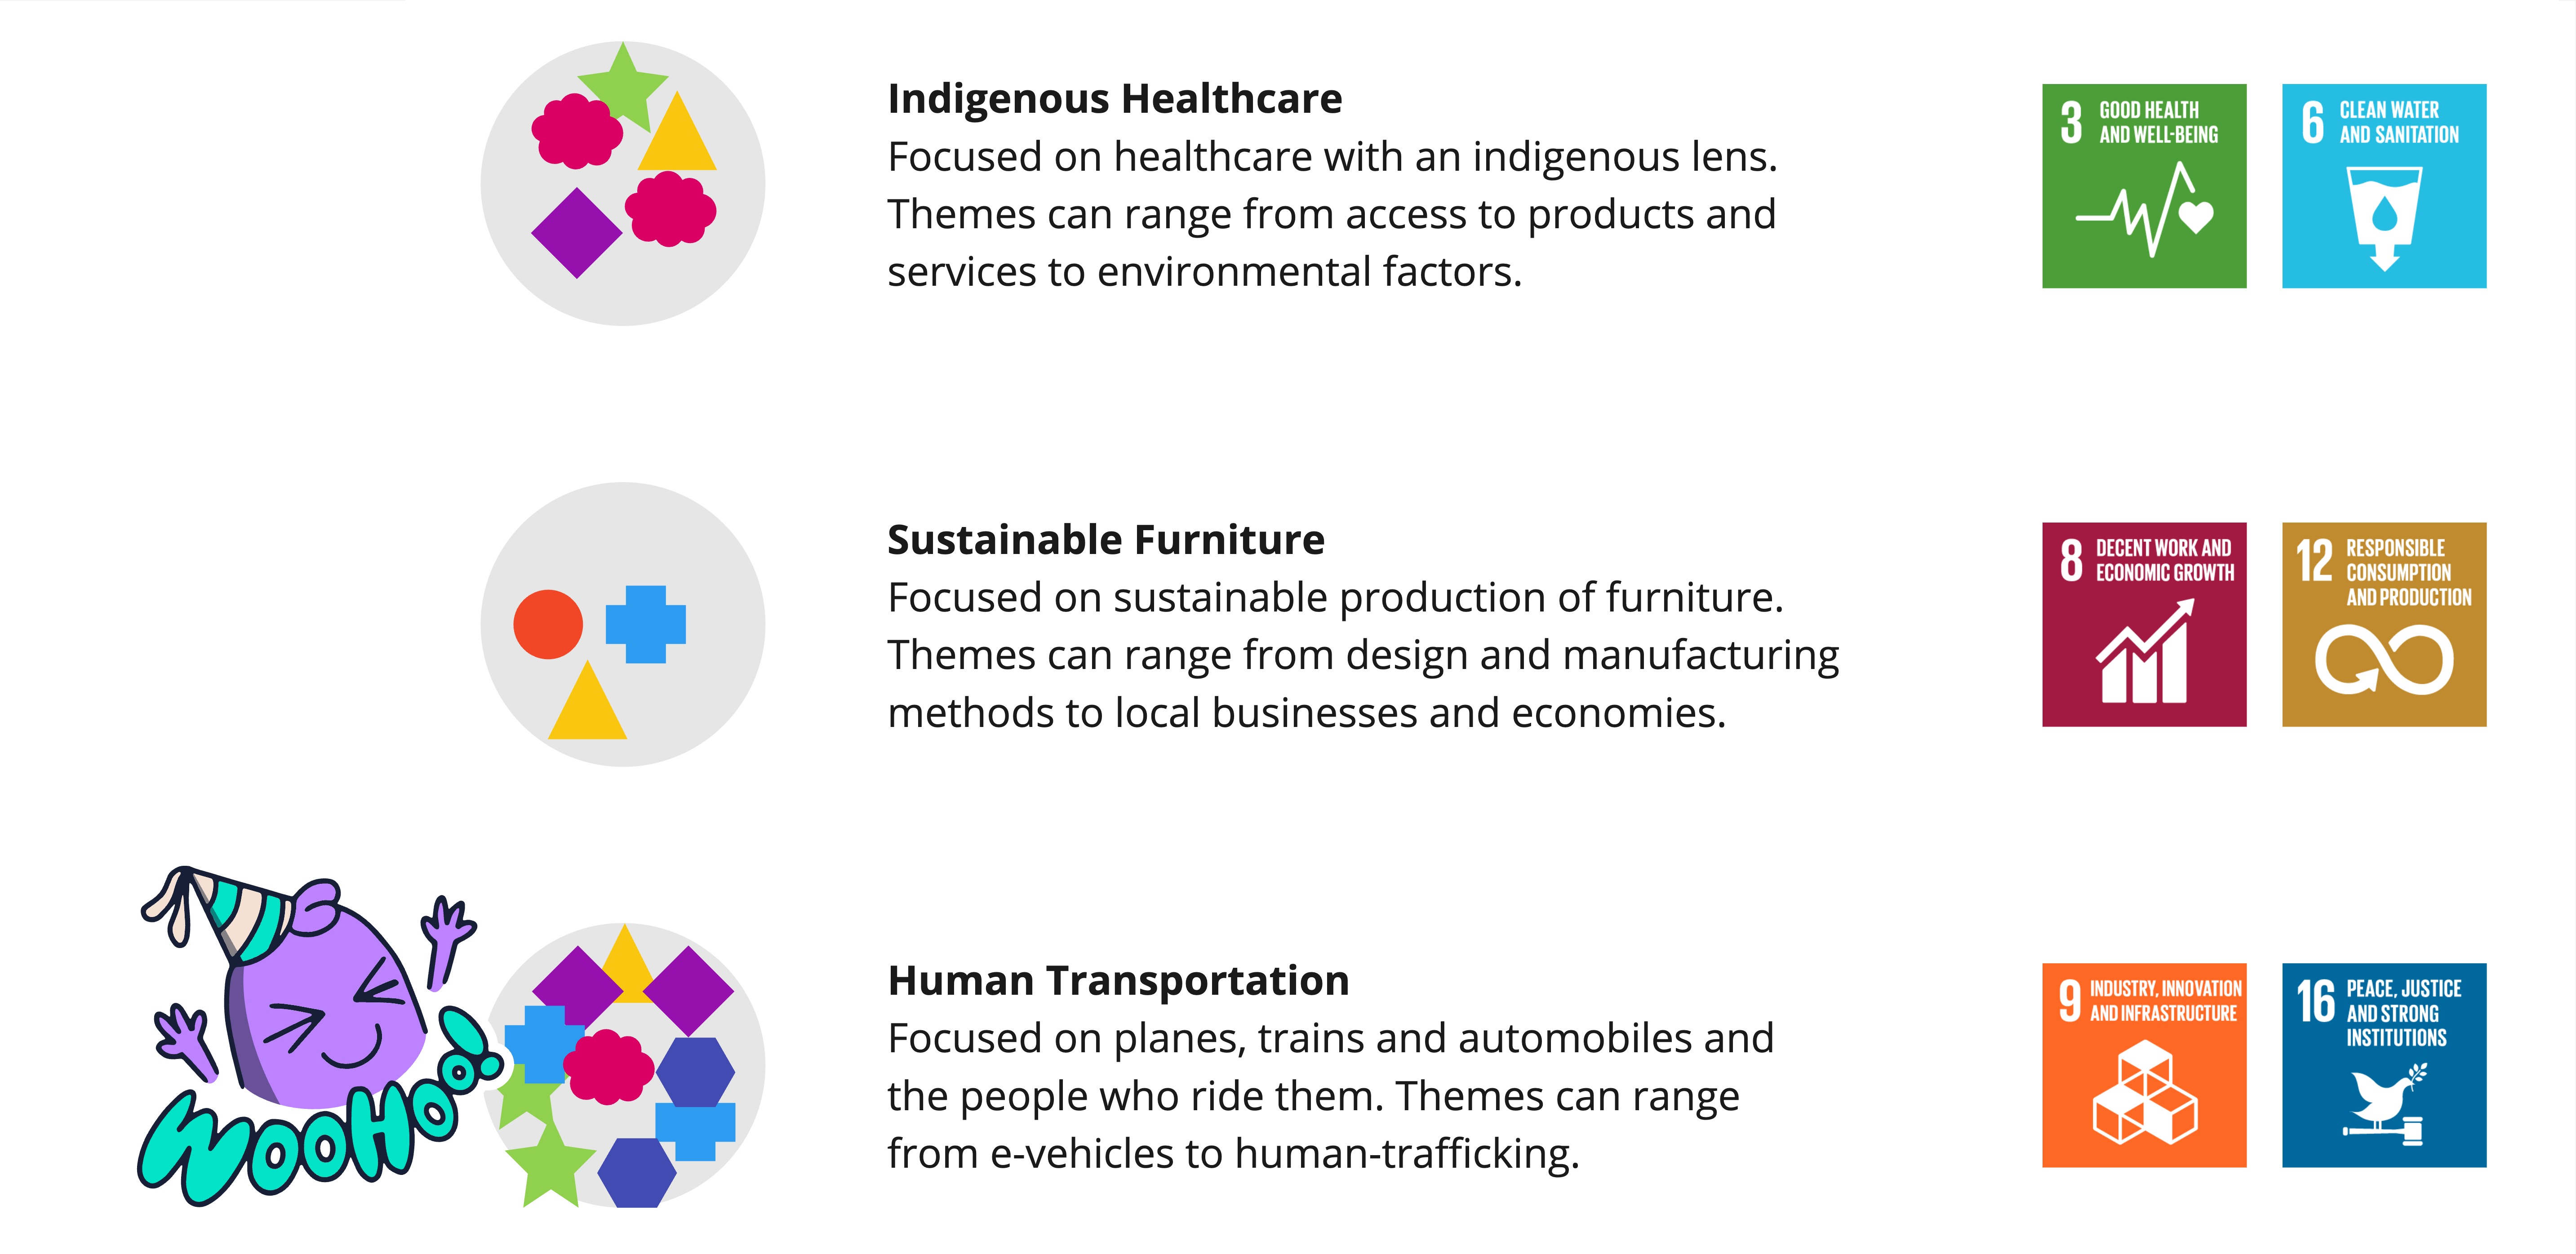 Indigenous Healthcare
Focused on healthcare with an indigenous lens.
Themes can range from access to products and
services to environmental factors.
3 GOOD HEALTH
AND WELL-BEING
6 CLEAN WATER
AND SANITATION
Sustainable Furniture
Focused on sustainable production of furniture.
Themes can range from design and manufacturing
methods to local businesses and economies.
8 DECENT WORK AND
ECONOMIC GROWTH
12 RESPONSIBLE
CONSUMPTION
AND PRODUCTION
WOOHOO!
Human Transportation
Focused on planes, trains and automobiles and
the people who ride them. Themes can range
from e-vehicles to human-trafficking.
9 INDUSTRY, INNOVATION
AND INFRASTRUCTURE
16 PEACE, JUSTICE
AND STRONG
INSTITUTIONS